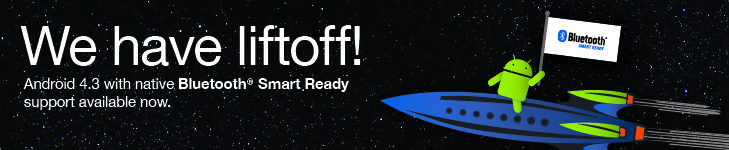 We have liftoff!
Android 4.3 with native Bluetooth® Smart Ready
support available now.
Bluetooth®
SMART READY